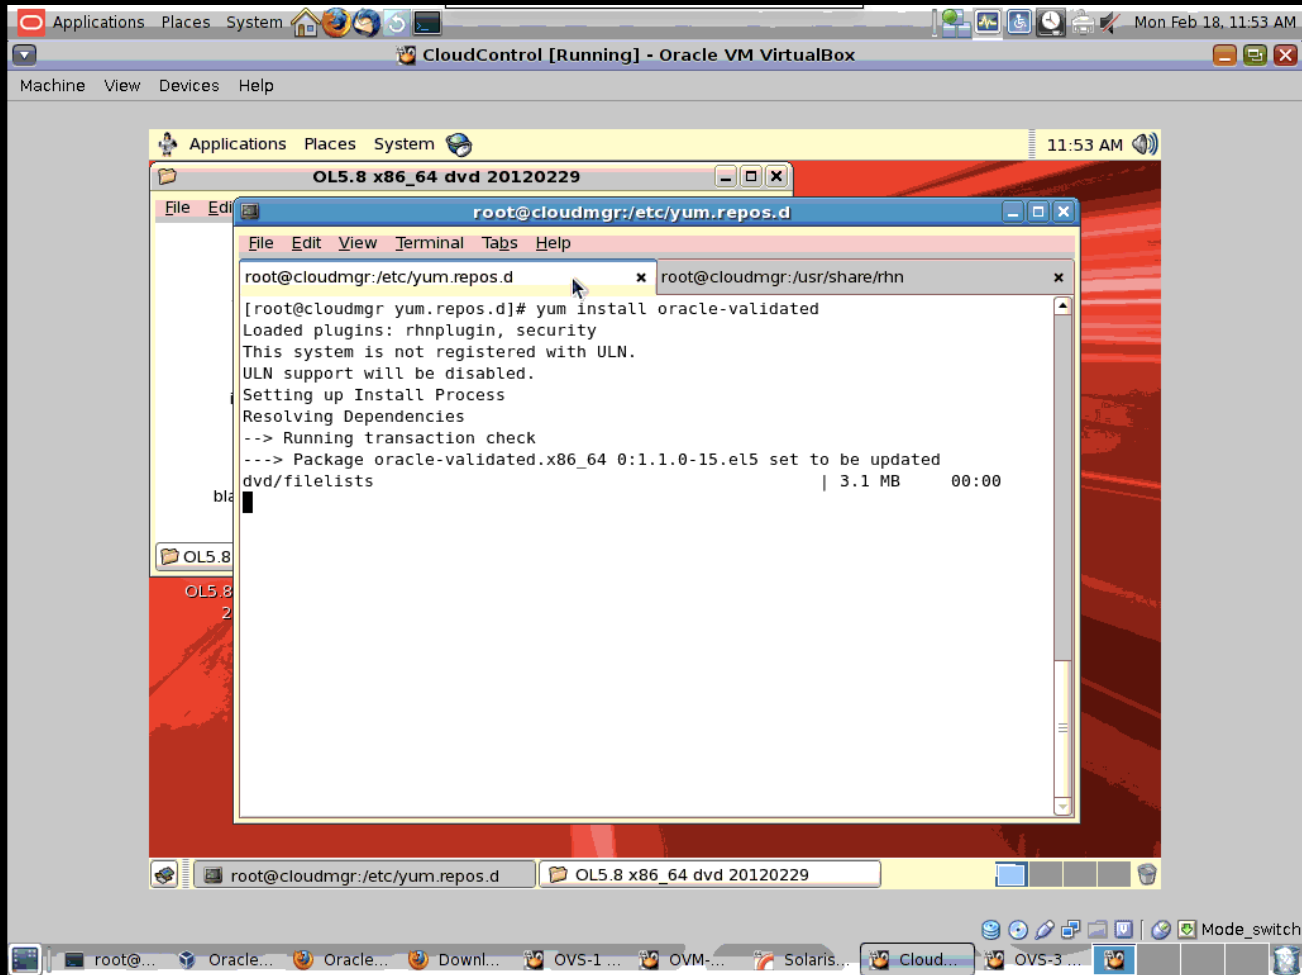 Applications Places System Mon Feb 18, 11:53 AM
CloudControl [Running] - Oracle VM VirtualBox
Machine View Devices Help
Applications Places System 11:53 AM
OL5.8 x86_64 dvd 20120229
File Edi
root@cloudmgr:/etc/yum.repos.d
File Edit View Terminal Tabs Help
root@cloudmgr:/etc/yum.repos.d root@cloudmgr:/usr/share/rhn
[root@cloudmgr yum.repos.d]# yum install oracle-validated
Loaded plugins: rhnplugin, security
This system is not registered with ULN.
ULN support will be disabled.
Setting up Install Process
Resolving Dependencies
--> Running transaction check
---> Package oracle-validated.x86_64 0:1.1.0-15.el5 set to be updated
dvd/filelists | 3.1 MB 00:00
bla
OL5.8
OL5.8
2
root@cloudmgr:/etc/yum.repos.d OL5.8 x86_64 dvd 20120229
Mode_switch
root@... Oracle... Oracle... Downl... OVS-1 ... OVM-... Solaris... Cloud... OVS-3 ...